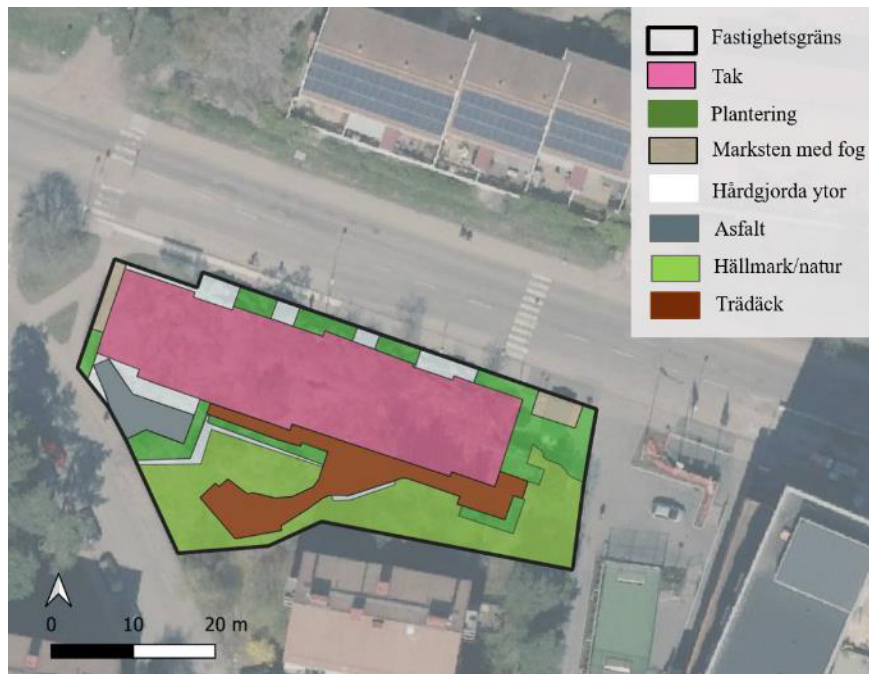 Fastighetsgräns
Tak
Plantering
Marksten med fog
Hårdgjorda ytor
Asfalt
Hällmark/natur
Trädäck
0 10 20 m